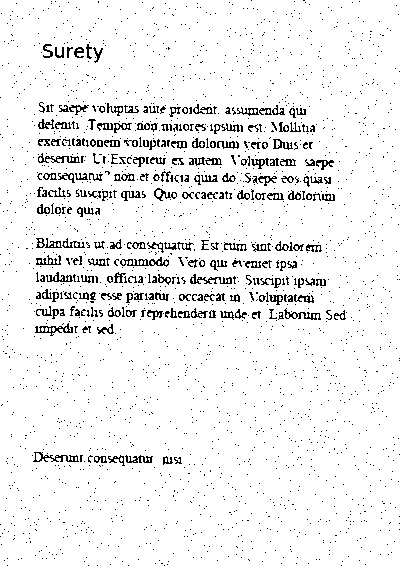 Surety
Sit saepe voluptas aute proident. assumenda qui
deleniti. Tempor non maiores ipsum est. Mollitia
exercitationem voluptatem dolorum vero Duis et
deserunt. Ut Excepteur ex autem. Voluptatem. saepe
consequatur? non et officia quia do. Saepe eos quasi
facilis suscipit quas. Quo occaecati dolorem dolorum
dolore quia
Blanditiis ut ad consequatur. Est cum sint dolorem
nihil vel sunt commodo. Vero qui eveniet ipsa
laudantium. officia laboris deserunt. Suscipit ipsam
adipisicing esse pariatur. occaecat in. Voluptatem
culpa facilis dolor reprehenderit unde et. Laborum Sed
impedit et sed.
Deserunt consequatur. nisi